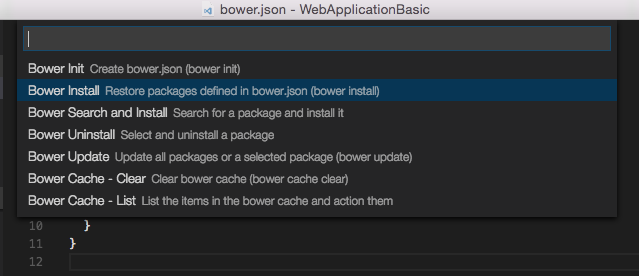 bower.json - WebApplicationBasic
Bower Init Create bower.json (bower init)
Bower Install Restore packages defined in bower.json (bower install)
Bower Search and Install Search for a package and install it
Bower Uninstall Select and uninstall a package
Bower Update Update all packages or a selected package (bower update)
Bower Cache - Clear Clear bower cache (bower cache clear)
Bower Cache - List List the items in the bower cache and action them
10 }
11 }
12